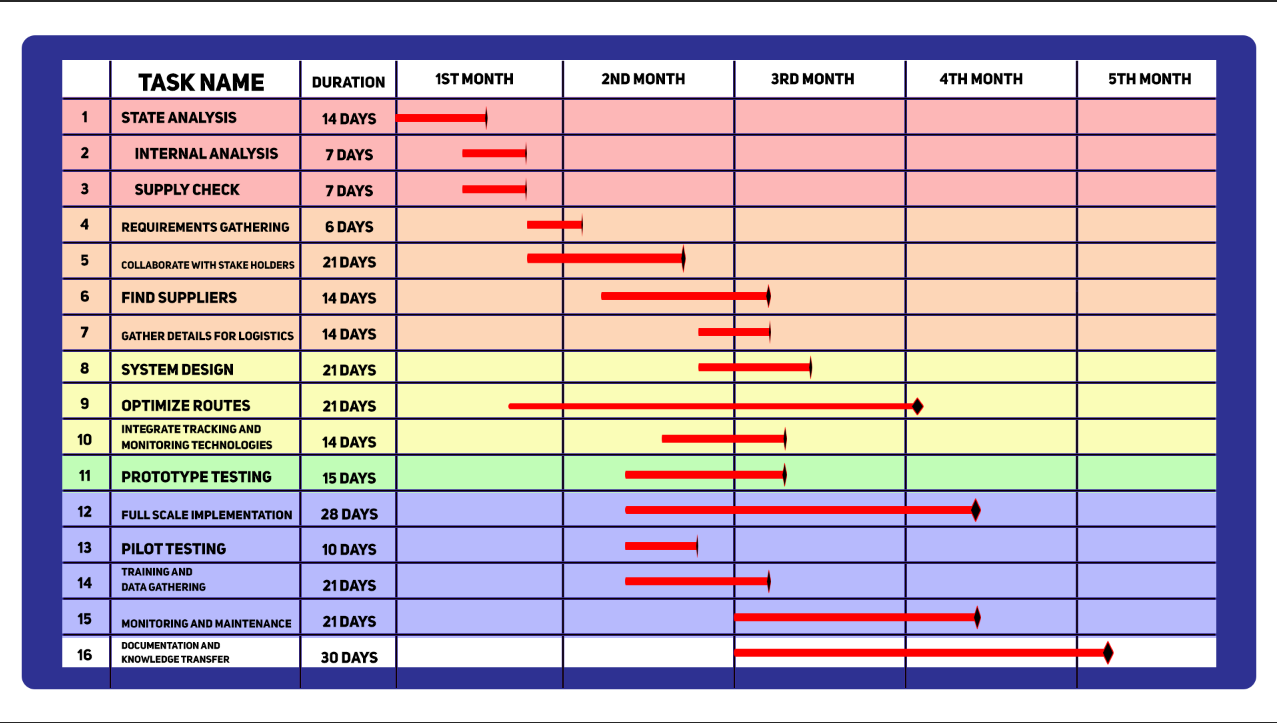 TASK NAME DURATION 1ST MONTH 2ND MONTH 3RD MONTH 4TH MONTH 5TH MONTH
1 STATE ANALYSIS 14 DAYS
2 INTERNAL ANALYSIS 7 DAYS
3 SUPPLY CHECK 7 DAYS
4 REQUIREMENTS GATHERING 6 DAYS
5 COLLABORATE WITH STAKE HOLDERS 21 DAYS
6 FIND SUPPLIERS 14 DAYS
7 GATHER DETAILS FOR LOGISTICS 14 DAYS
8 SYSTEM DESIGN 21 DAYS
9 OPTIMIZE ROUTES 21 DAYS
10 INTEGRATE TRACKING AND
MONITORING TECHNOLOGIES 14 DAYS
11 PROTOTYPE TESTING 15 DAYS
12 FULL SCALE IMPLEMENTATION 28 DAYS
13 PILOT TESTING 10 DAYS
14 TRAINING AND
DATA GATHERING 21 DAYS
15 MONITORING AND MAINTENANCE 21 DAYS
16 DOCUMENTATION AND
KNOWLEDGE TRANSFER 30 DAYS